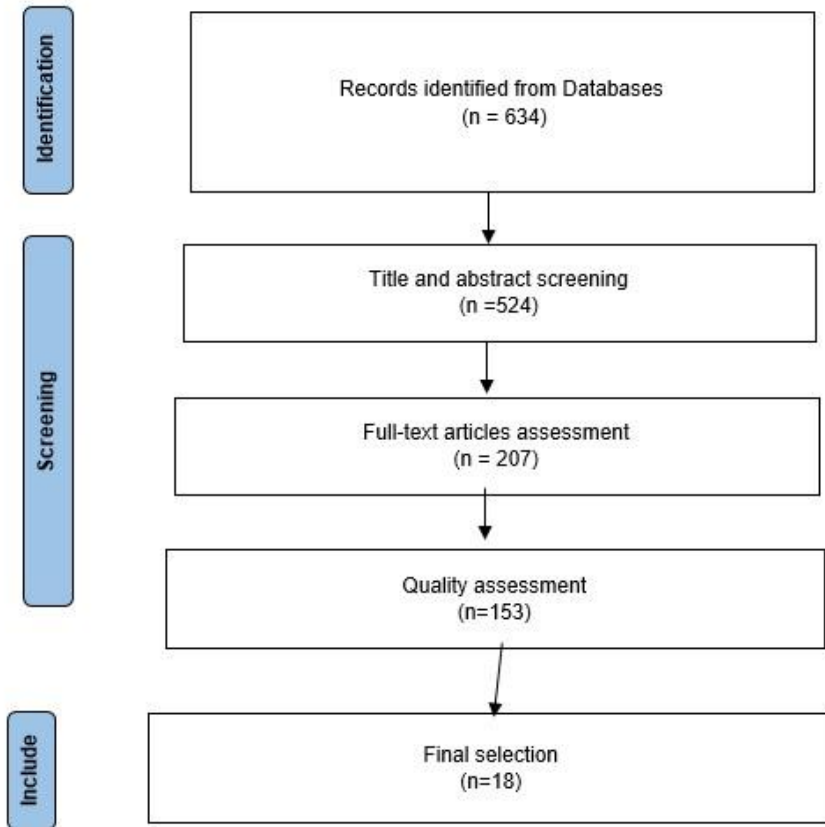 Identification
Records identified from Databases
(n = 634)
Screening
Title and abstract screening
(n =524)
Full-text articles assessment
(n = 207)
Quality assessment
(n=153)
Include
Final selection
(n=18)